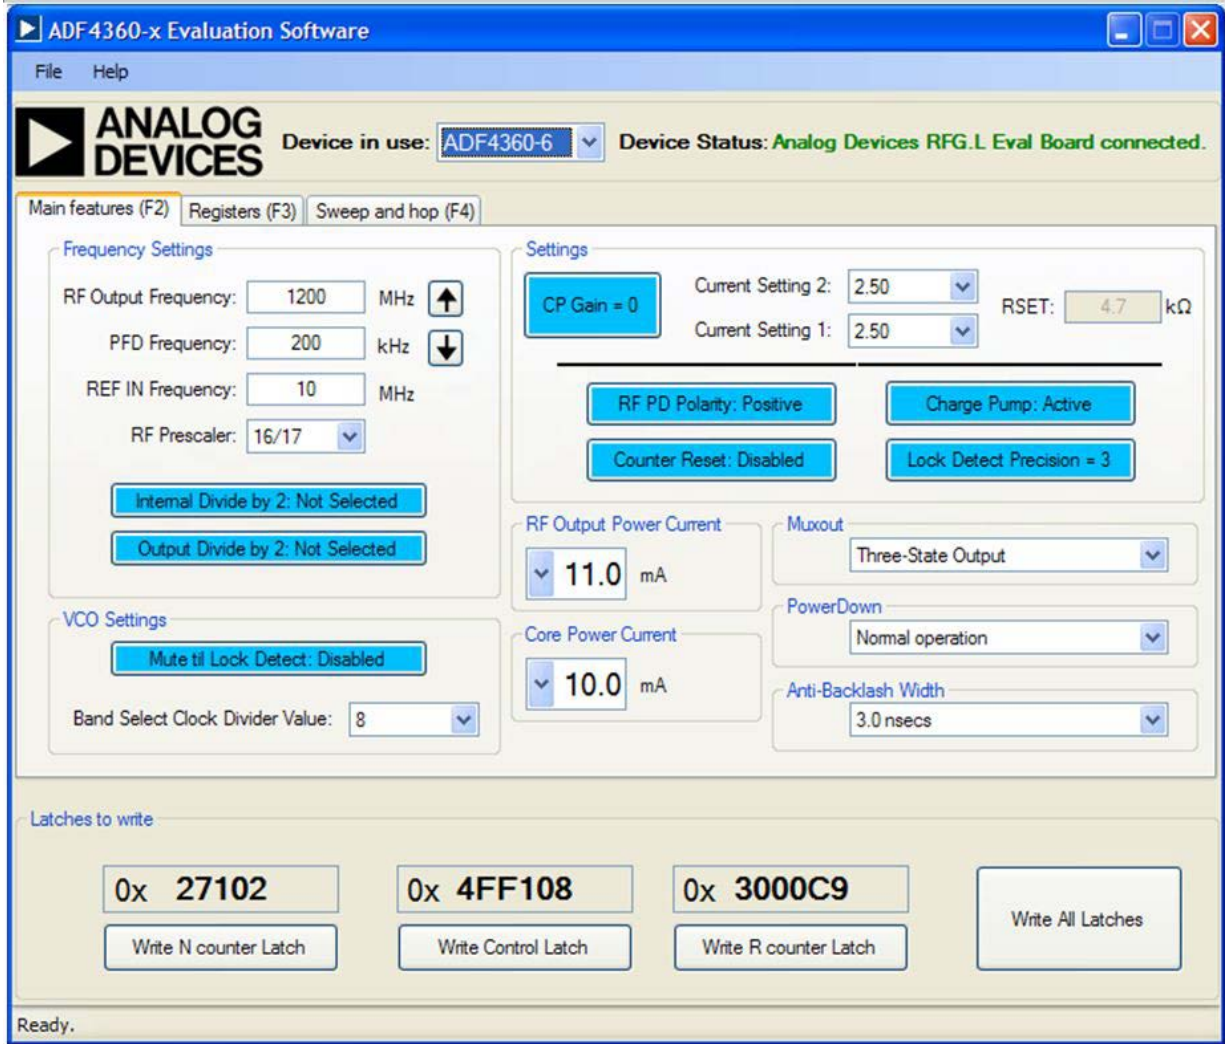 ADF4360-x Evaluation Software
File Help
ANALOG
DEVICES
Device in use: ADF4360-6 Device Status: Analog Devices RFG.L Eval Board connected.
Main features (F2) Registers (F3) Sweep and hop (F4)
Frequency Settings
RF Output Frequency: 1200 MHz
PFD Frequency: 200 kHz
REF IN Frequency: 10 MHz
RF Prescaler: 16/17
Internal Divide by 2: Not Selected
Output Divide by 2: Not Selected
VCO Settings
Mute til Lock Detect: Disabled
Band Select Clock Divider Value: 8
Settings
CP Gain = 0
Current Setting 2: 2.50
Current Setting 1: 2.50
RSET: 4.7 kΩ
RF PD Polarity: Positive Charge Pump: Active
Counter Reset: Disabled Lock Detect Precision = 3
RF Output Power Current
11.0 mA
Core Power Current
10.0 mA
Muxout
Three-State Output
PowerDown
Normal operation
Anti-Backlash Width
3.0 nsecs
Latches to write
0x 27102 0x 4FF108 0x 3000C9
Write N counter Latch Write Control Latch Write R counter Latch
Write All Latches
Ready.